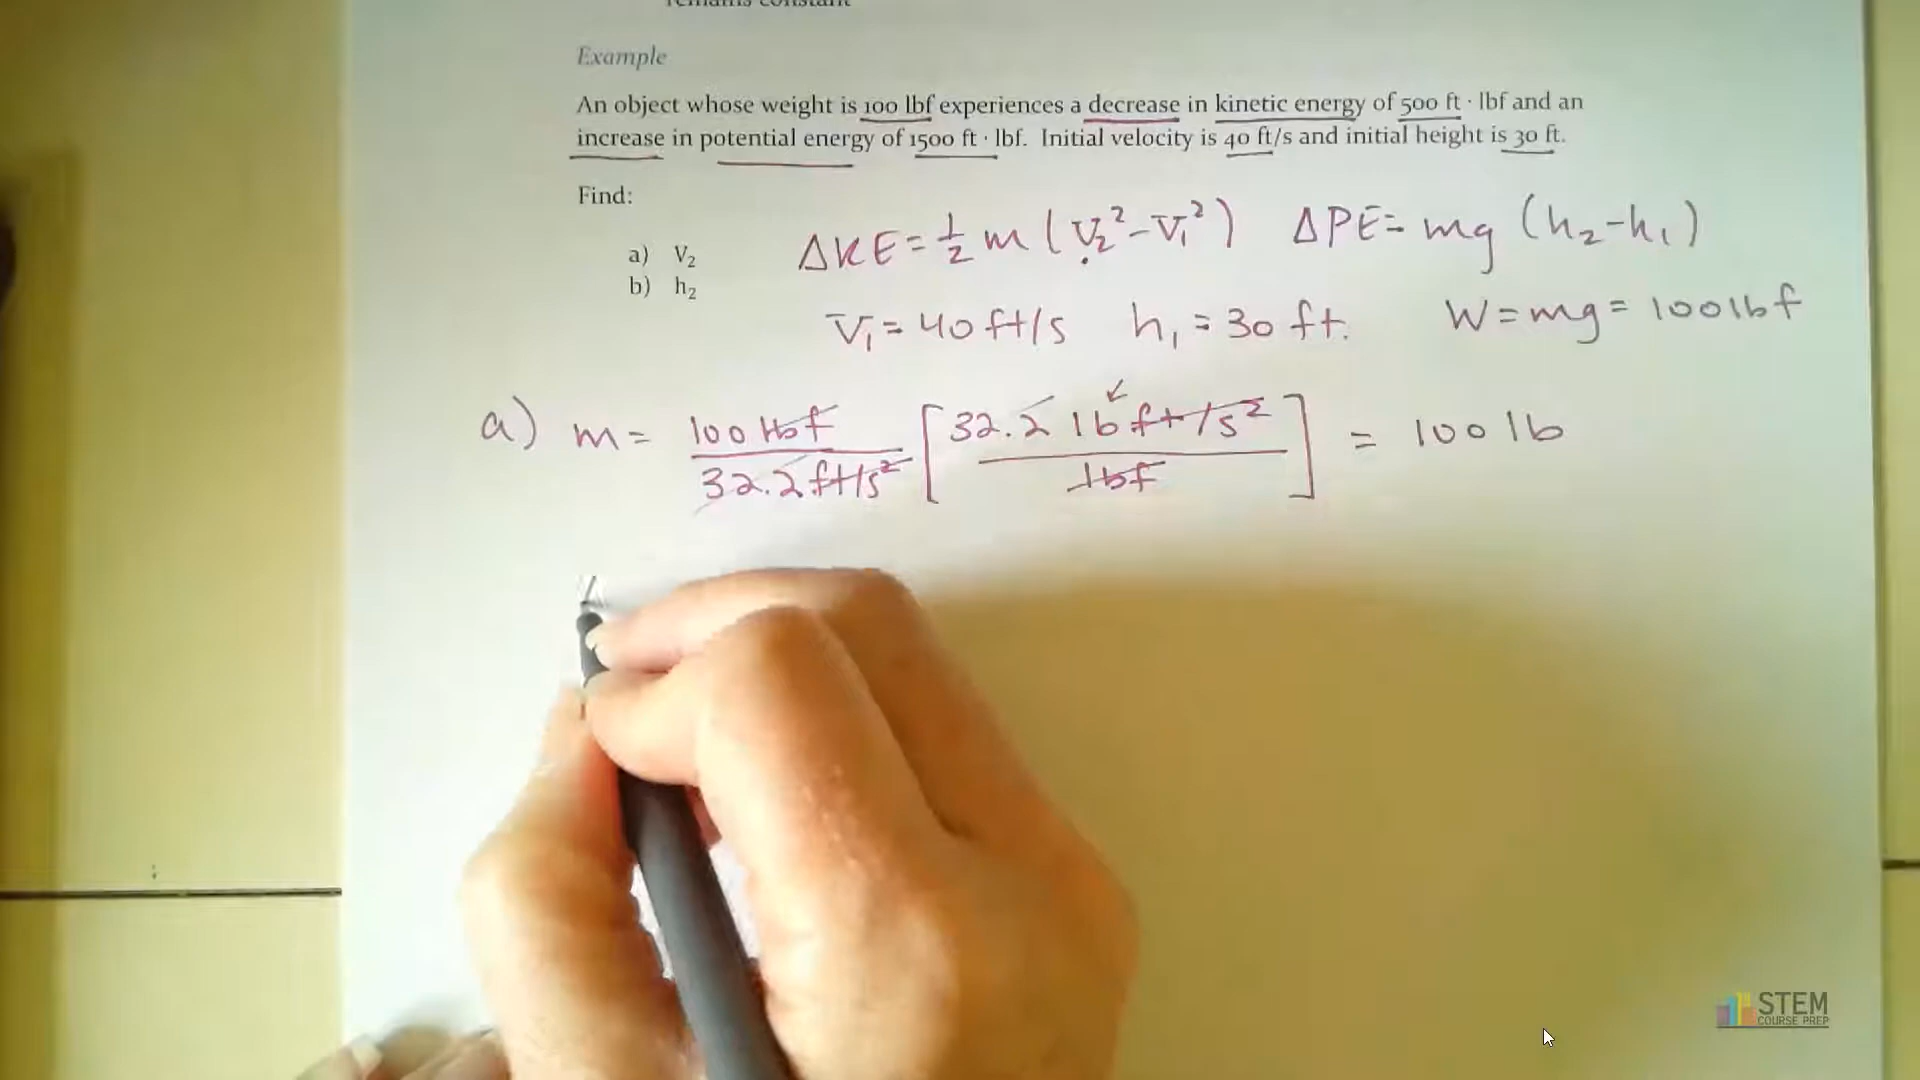 remains constant
Example
An object whose weight is 100 lbf experiences a decrease in kinetic energy of 500 ft · lbf and an
increase in potential energy of 1500 ft · lbf. Initial velocity is 40 ft/s and initial height is 30 ft.
Find:
a) V₂
b) h₂
ΔKE = ½ m (V₂² - V₁²) ΔPE = mg (h₂ - h₁)
V₁ = 40 ft/s h₁ = 30 ft. W = mg = 100 lbf
a) m = 100 lbf / 32.2 ft/s² [32.2 lb ft/s² / lbf] = 100 lb
STEM
COURSE PREP